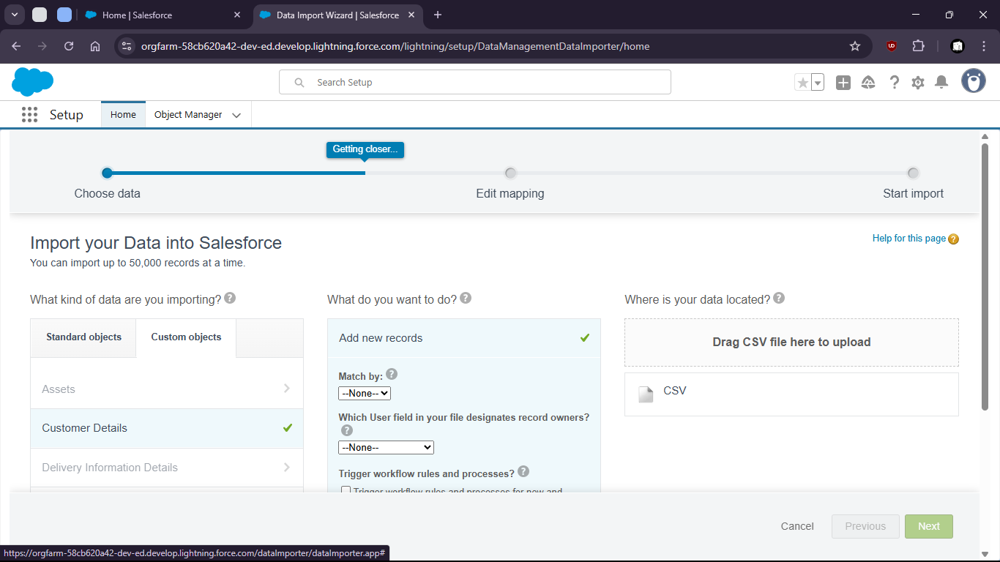 Home | Salesforce
Data Import Wizard | Salesforce
orgfarm-58cb620a42-dev-ed.develop.lightning.force.com/lightning/setup/DataManagementDataImporter/home
UD
Search Setup
Setup
Home
Object Manager
Getting closer...
Choose data
Edit mapping
Start import
Import your Data into Salesforce
Help for this page ?
You can import up to 50,000 records at a time.
What kind of data are you importing? ?
Standard objects
Custom objects
Assets
Customer Details
Delivery Information Details
What do you want to do? ?
Add new records
Match by: ?
--None--
Which User field in your file designates record owners?
?
--None--
Trigger workflow rules and processes? ?
Trigger workflow rules and processes for new and
Where is your data located? ?
Drag CSV file here to upload
CSV
Cancel
Previous
Next
https://orgfarm-58cb620a42-dev-ed.develop.lightning.force.com/dataImporter/dataImporter.app#